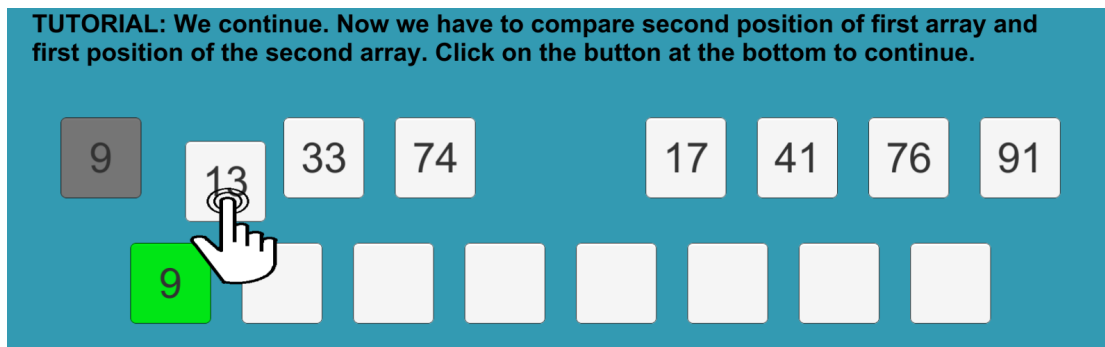 TUTORIAL: We continue. Now we have to compare second position of first array and
first position of the second array. Click on the button at the bottom to continue.
9 13 33 74 17 41 76 91
9